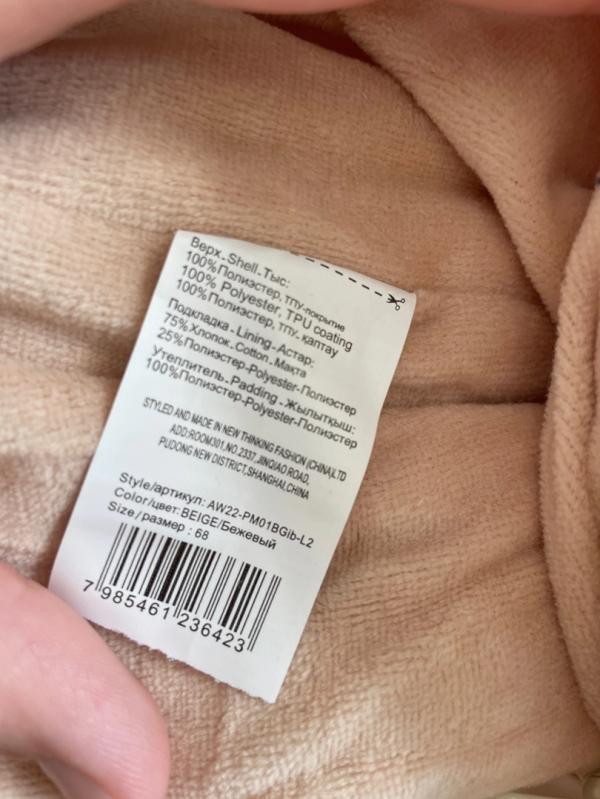 Верх-Shell-Тыс:
100%Полиэстер, ТПУ-покрытие
100% Polyester, TPU coating
100%Полиэстер, ТПУ- қаптау
Подкладка-Lining-Астар:
75%Хлопок-Cotton-Мақта
25%Полиэстер-Polyester-Полиэстер
Утеплитель-Padding-Жылытқыш:
100%Полиэстер-Polyester-Полиэстер
STYLED AND MADE IN NEW THINKING FASHION (CHINA)LTD
ADD:ROOM301,NO.2337,JINQIAO ROAD,
PUDONG NEW DISTRICT,SHANGHAI,CHINA
Style/артикул: AW22-PM01BGib-L2
Color/цвет:BEIGE/Бежевый
Size/размер : 68
7 985461 236423